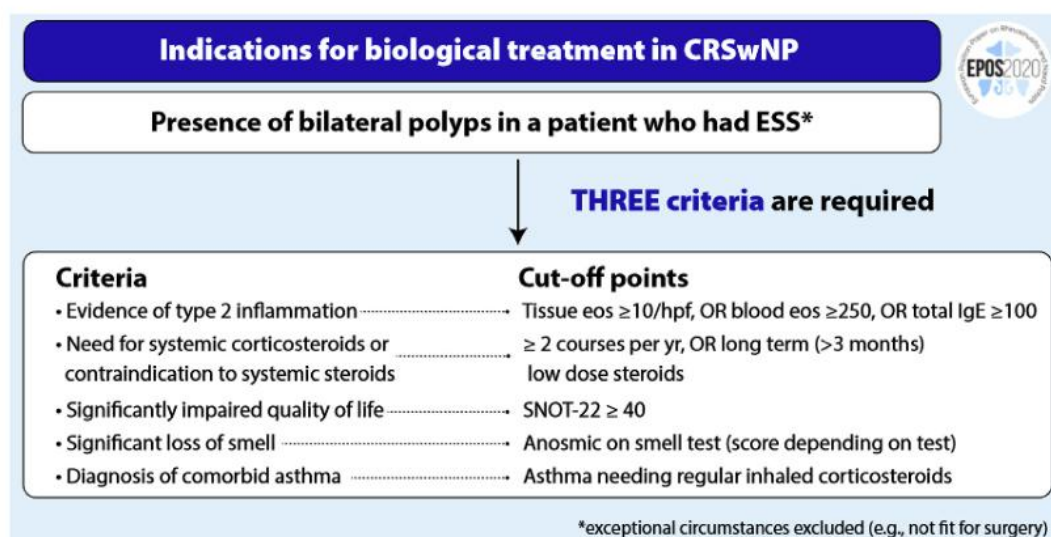 Indications for biological treatment in CRSwNP
EPOS2020
Presence of bilateral polyps in a patient who had ESS*
THREE criteria are required
Criteria Cut-off points
• Evidence of type 2 inflammation Tissue eos ≥10/hpf, OR blood eos ≥250, OR total IgE ≥100
• Need for systemic corticosteroids or ≥ 2 courses per yr, OR long term (>3 months)
contraindication to systemic steroids low dose steroids
• Significantly impaired quality of life SNOT-22 ≥ 40
• Significant loss of smell Anosmic on smell test (score depending on test)
• Diagnosis of comorbid asthma Asthma needing regular inhaled corticosteroids
*exceptional circumstances excluded (e.g., not fit for surgery)